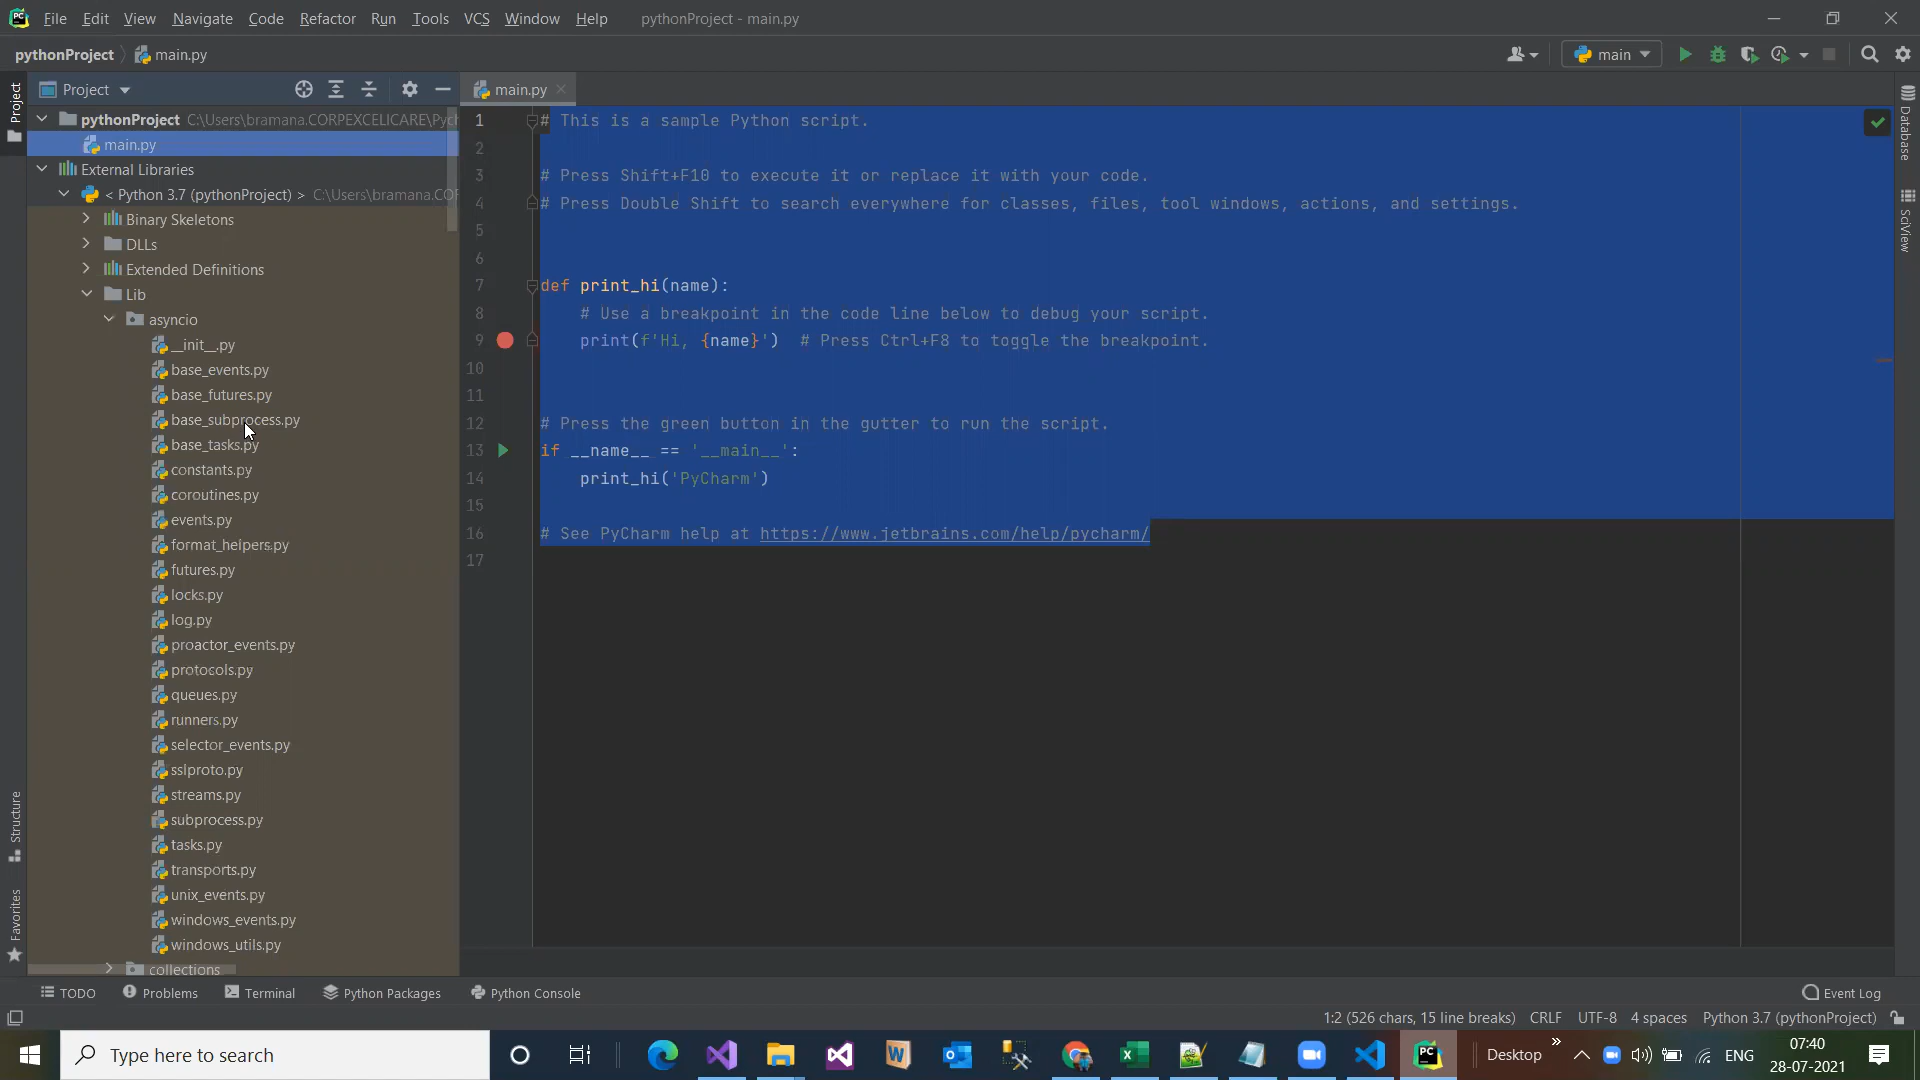 File Edit View Navigate Code Refactor Run Tools VCS Window Help pythonProject - main.py
pythonProject main.py main
Project
main.py
pythonProject C:\Users\bramana.CORPEXCELICARE\Pyc
main.py
External Libraries
< Python 3.7 (pythonProject) > C:\Users\bramana.COR
Binary Skeletons
DLLs
Extended Definitions
Lib
asyncio
__init__.py
base_events.py
base_futures.py
base_subprocess.py
base_tasks.py
constants.py
coroutines.py
events.py
format_helpers.py
futures.py
locks.py
log.py
proactor_events.py
protocols.py
queues.py
runners.py
selector_events.py
sslproto.py
streams.py
subprocess.py
tasks.py
transports.py
unix_events.py
windows_events.py
windows_utils.py
collections
1 # This is a sample Python script.
2
3 # Press Shift+F10 to execute it or replace it with your code.
4 # Press Double Shift to search everywhere for classes, files, tool windows, actions, and settings.
5
6
7 def print_hi(name):
8 # Use a breakpoint in the code line below to debug your script.
9 print(f'Hi, {name}') # Press Ctrl+F8 to toggle the breakpoint.
10
11
12 # Press the green button in the gutter to run the script.
13 if __name__ == '__main__':
14 print_hi('PyCharm')
15
16 # See PyCharm help at https://www.jetbrains.com/help/pycharm/
17
Project
Structure
Favorites
Database
SciView
TODO Problems Terminal Python Packages Python Console Event Log
1:2 (526 chars, 15 line breaks) CRLF UTF-8 4 spaces Python 3.7 (pythonProject)
Type here to search Desktop ENG
07:40
28-07-2021